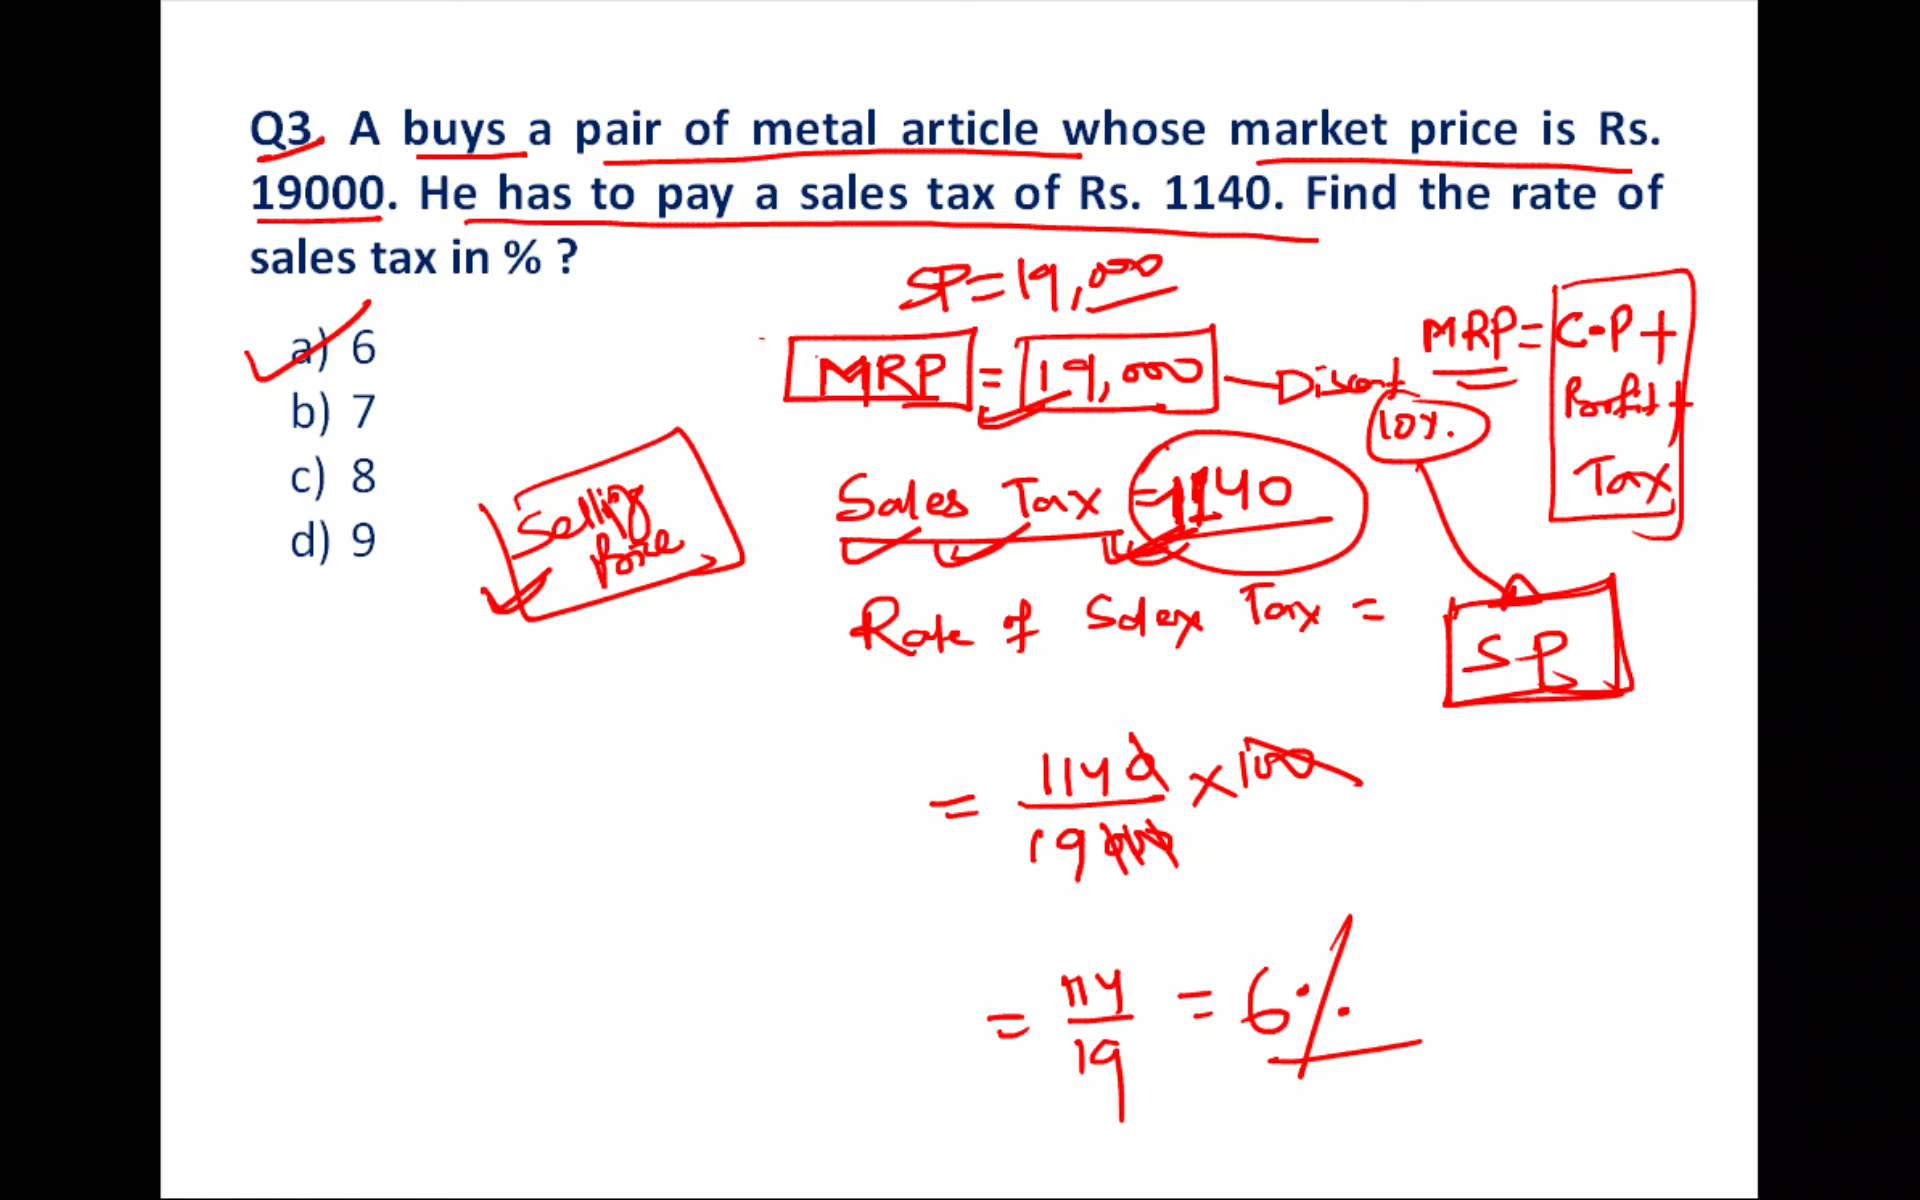 Q3. A buys a pair of metal article whose market price is Rs.
19000. He has to pay a sales tax of Rs. 1140. Find the rate of
sales tax in % ?
a) 6
b) 7
c) 8
d) 9
SP=19,000
MRP = 19,000
Discont
10%.
MRP= C.P+
Profit+
Tax
Selling
Price
Sales Tax =1140
Rate of Salex Tax =
S.P
= 1140/19000 ×100
= 114/19 = 6%